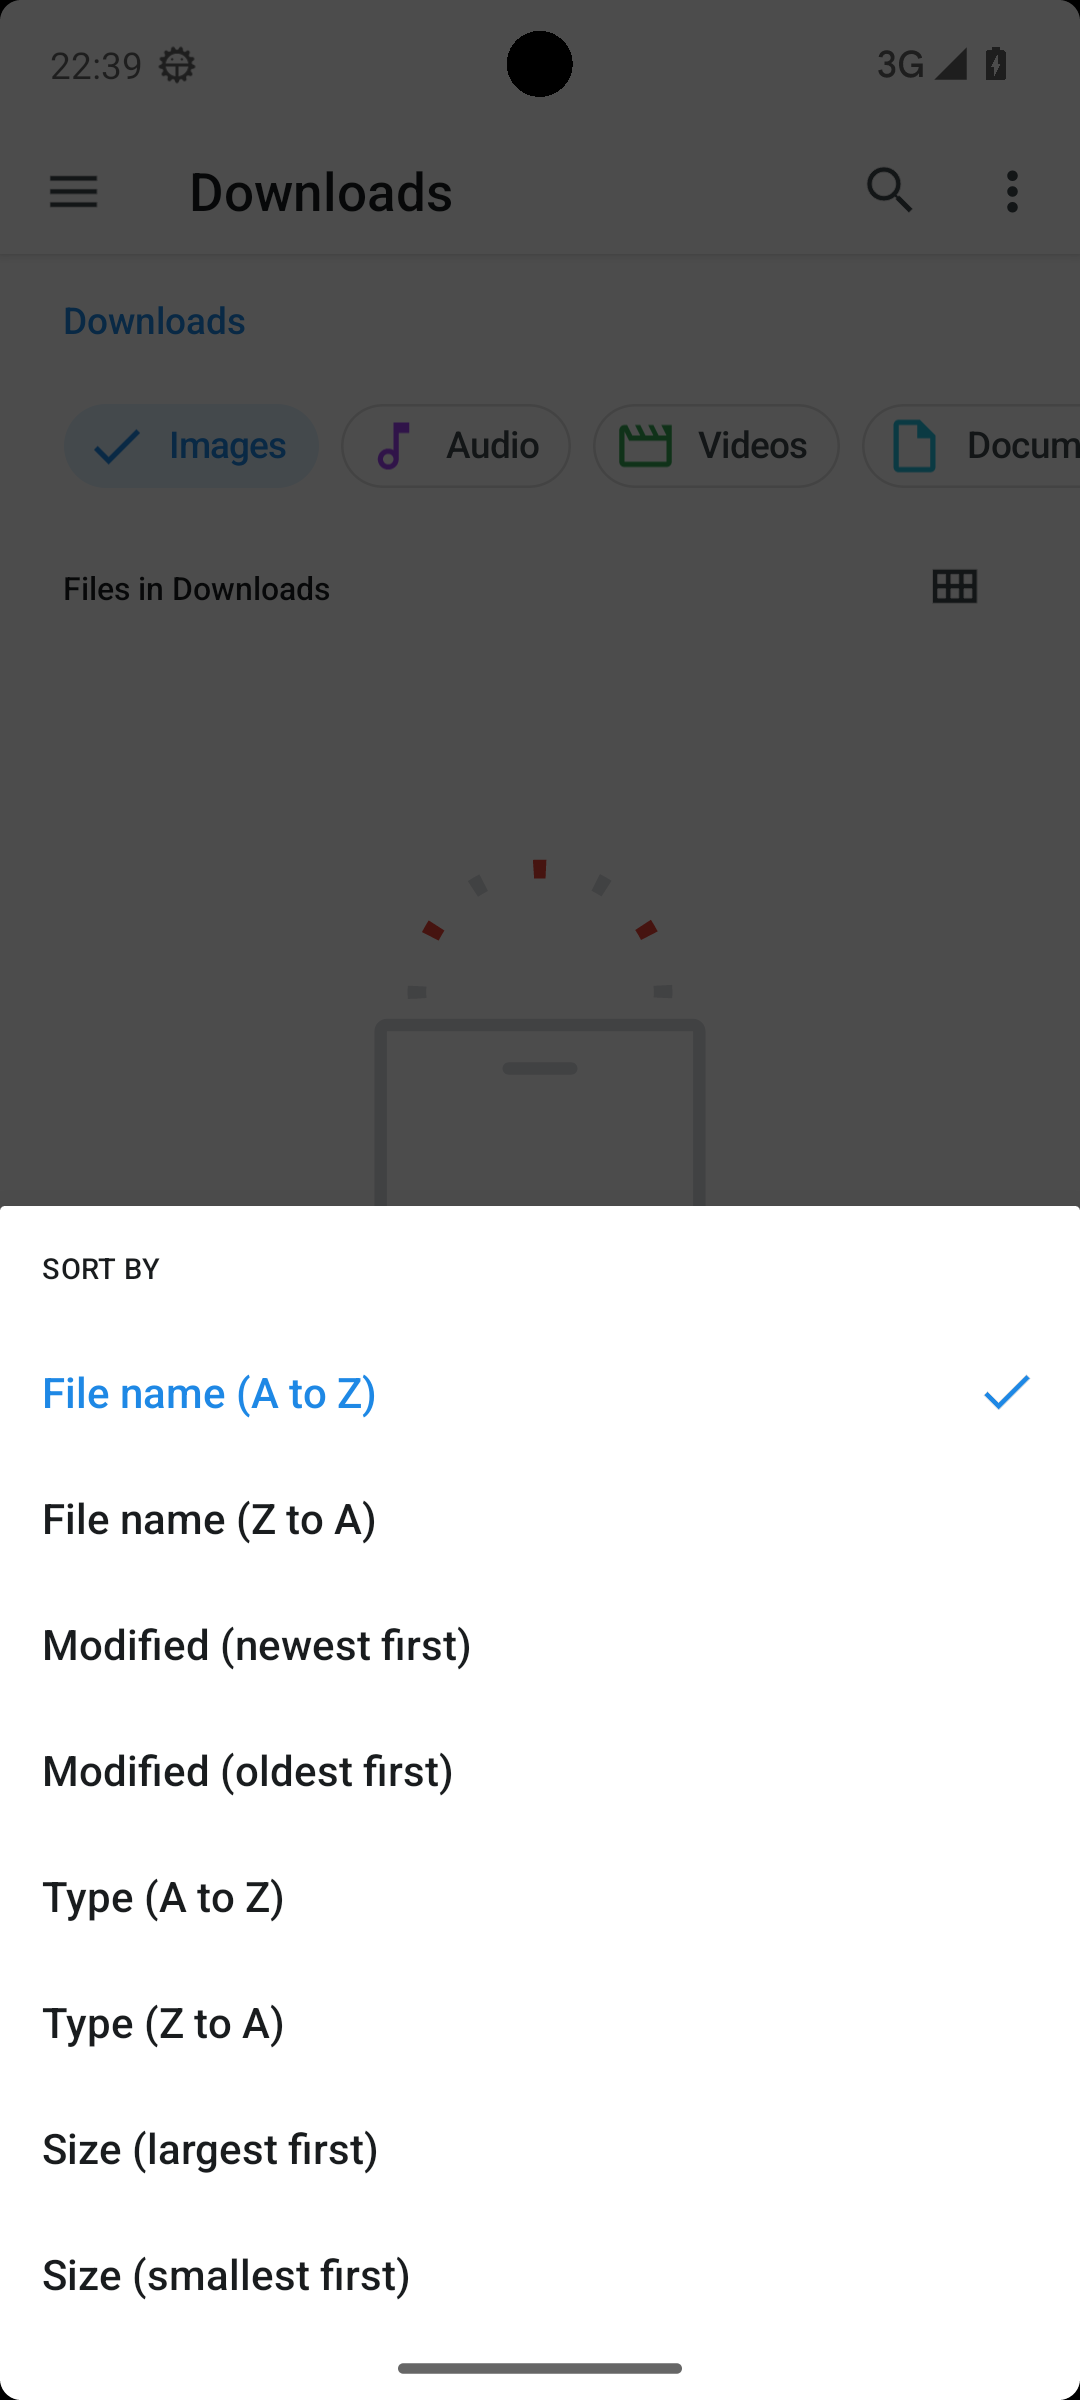 22:39
3G
Downloads
Downloads
Images
Audio
Videos
Docum
Files in Downloads
SORT BY
File name (A to Z)
File name (Z to A)
Modified (newest first)
Modified (oldest first)
Type (A to Z)
Type (Z to A)
Size (largest first)
Size (smallest first)